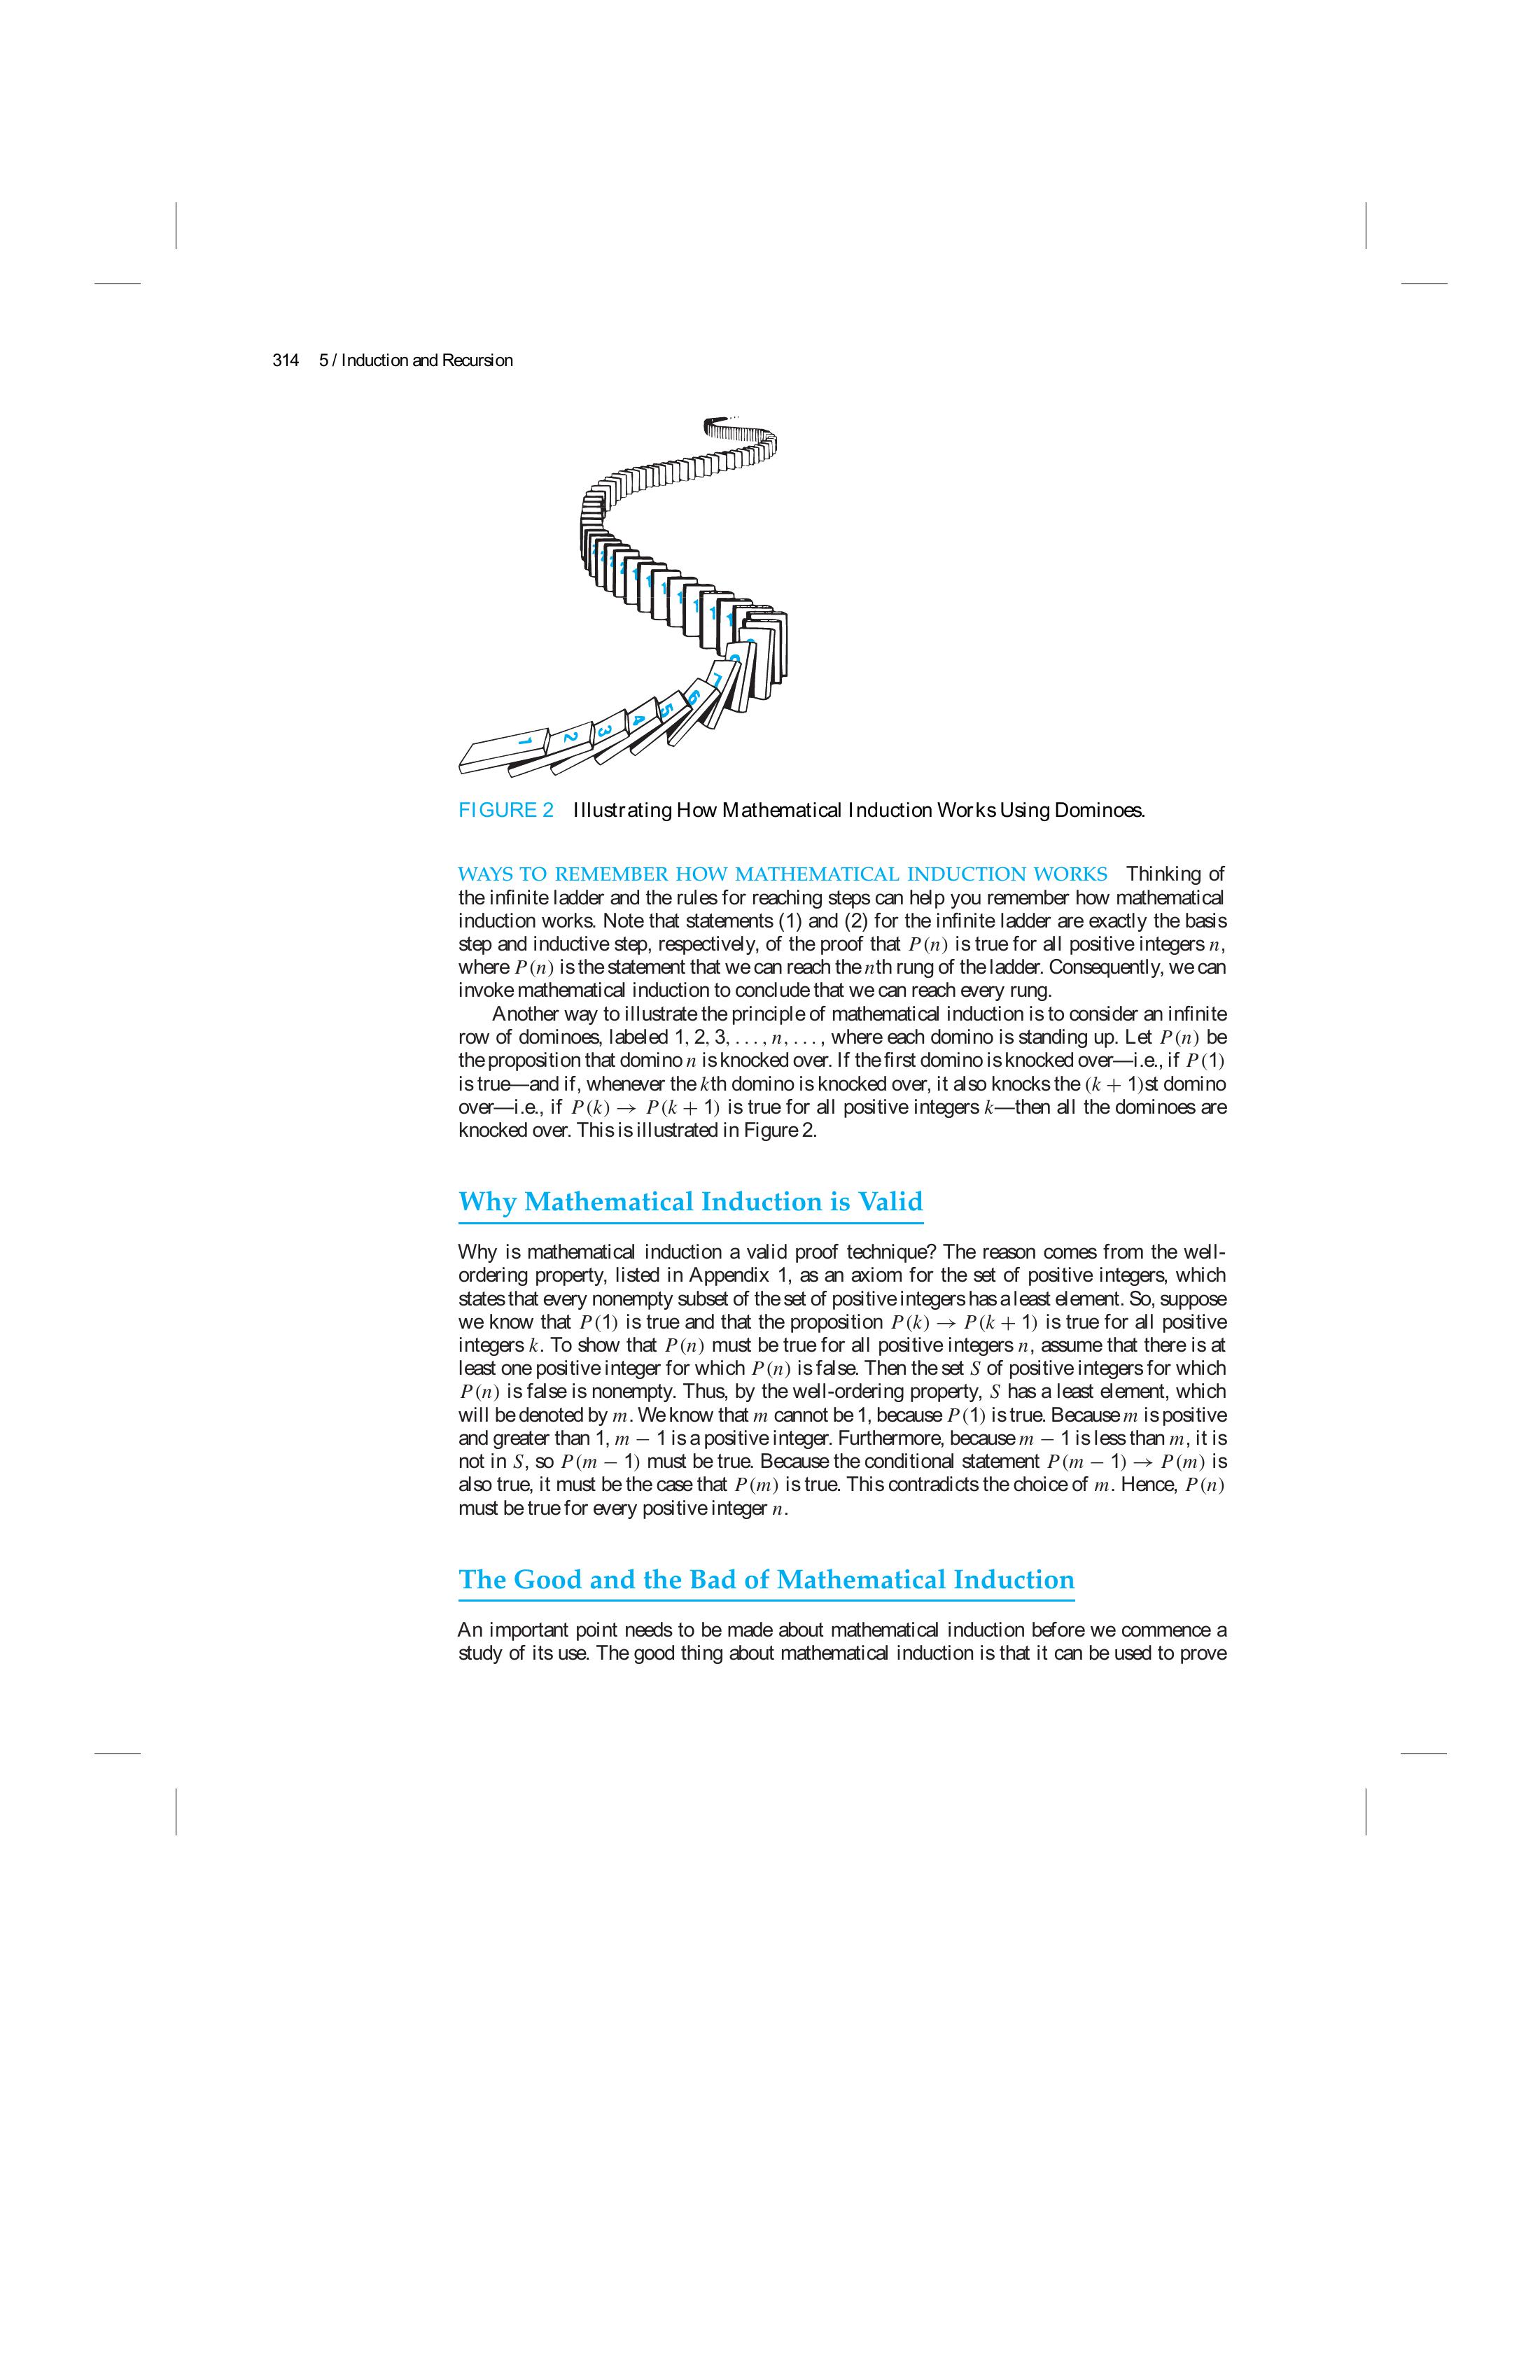 314 5 / Induction and Recursion
1
2
3
4
5
6
7
FIGURE 2 Illustrating How Mathematical Induction Works Using Dominoes.
WAYS TO REMEMBER HOW MATHEMATICAL INDUCTION WORKS Thinking of
the infinite ladder and the rules for reaching steps can help you remember how mathematical
induction works. Note that statements (1) and (2) for the infinite ladder are exactly the basis
step and inductive step, respectively, of the proof that P(n) is true for all positive integers n,
where P(n) is the statement that we can reach the nth rung of the ladder. Consequently, we can
invoke mathematical induction to conclude that we can reach every rung.
Another way to illustrate the principle of mathematical induction is to consider an infinite
row of dominoes, labeled 1, 2, 3, . . . , n, . . . , where each domino is standing up. Let P(n) be
the proposition that domino n is knocked over. If the first domino is knocked over—i.e., if P(1)
is true—and if, whenever the kth domino is knocked over, it also knocks the (k + 1)st domino
over—i.e., if P(k) → P(k + 1) is true for all positive integers k—then all the dominoes are
knocked over. This is illustrated in Figure 2.
Why Mathematical Induction is Valid
Why is mathematical induction a valid proof technique? The reason comes from the well-
ordering property, listed in Appendix 1, as an axiom for the set of positive integers, which
states that every nonempty subset of the set of positive integers has a least element. So, suppose
we know that P(1) is true and that the proposition P(k) → P(k + 1) is true for all positive
integers k. To show that P(n) must be true for all positive integers n, assume that there is at
least one positive integer for which P(n) is false. Then the set S of positive integers for which
P(n) is false is nonempty. Thus, by the well-ordering property, S has a least element, which
will be denoted by m. We know that m cannot be 1, because P(1) is true. Because m is positive
and greater than 1, m − 1 is a positive integer. Furthermore, because m − 1 is less than m, it is
not in S, so P(m − 1) must be true. Because the conditional statement P(m − 1) → P(m) is
also true, it must be the case that P(m) is true. This contradicts the choice of m. Hence, P(n)
must be true for every positive integer n.
The Good and the Bad of Mathematical Induction
An important point needs to be made about mathematical induction before we commence a
study of its use. The good thing about mathematical induction is that it can be used to prove